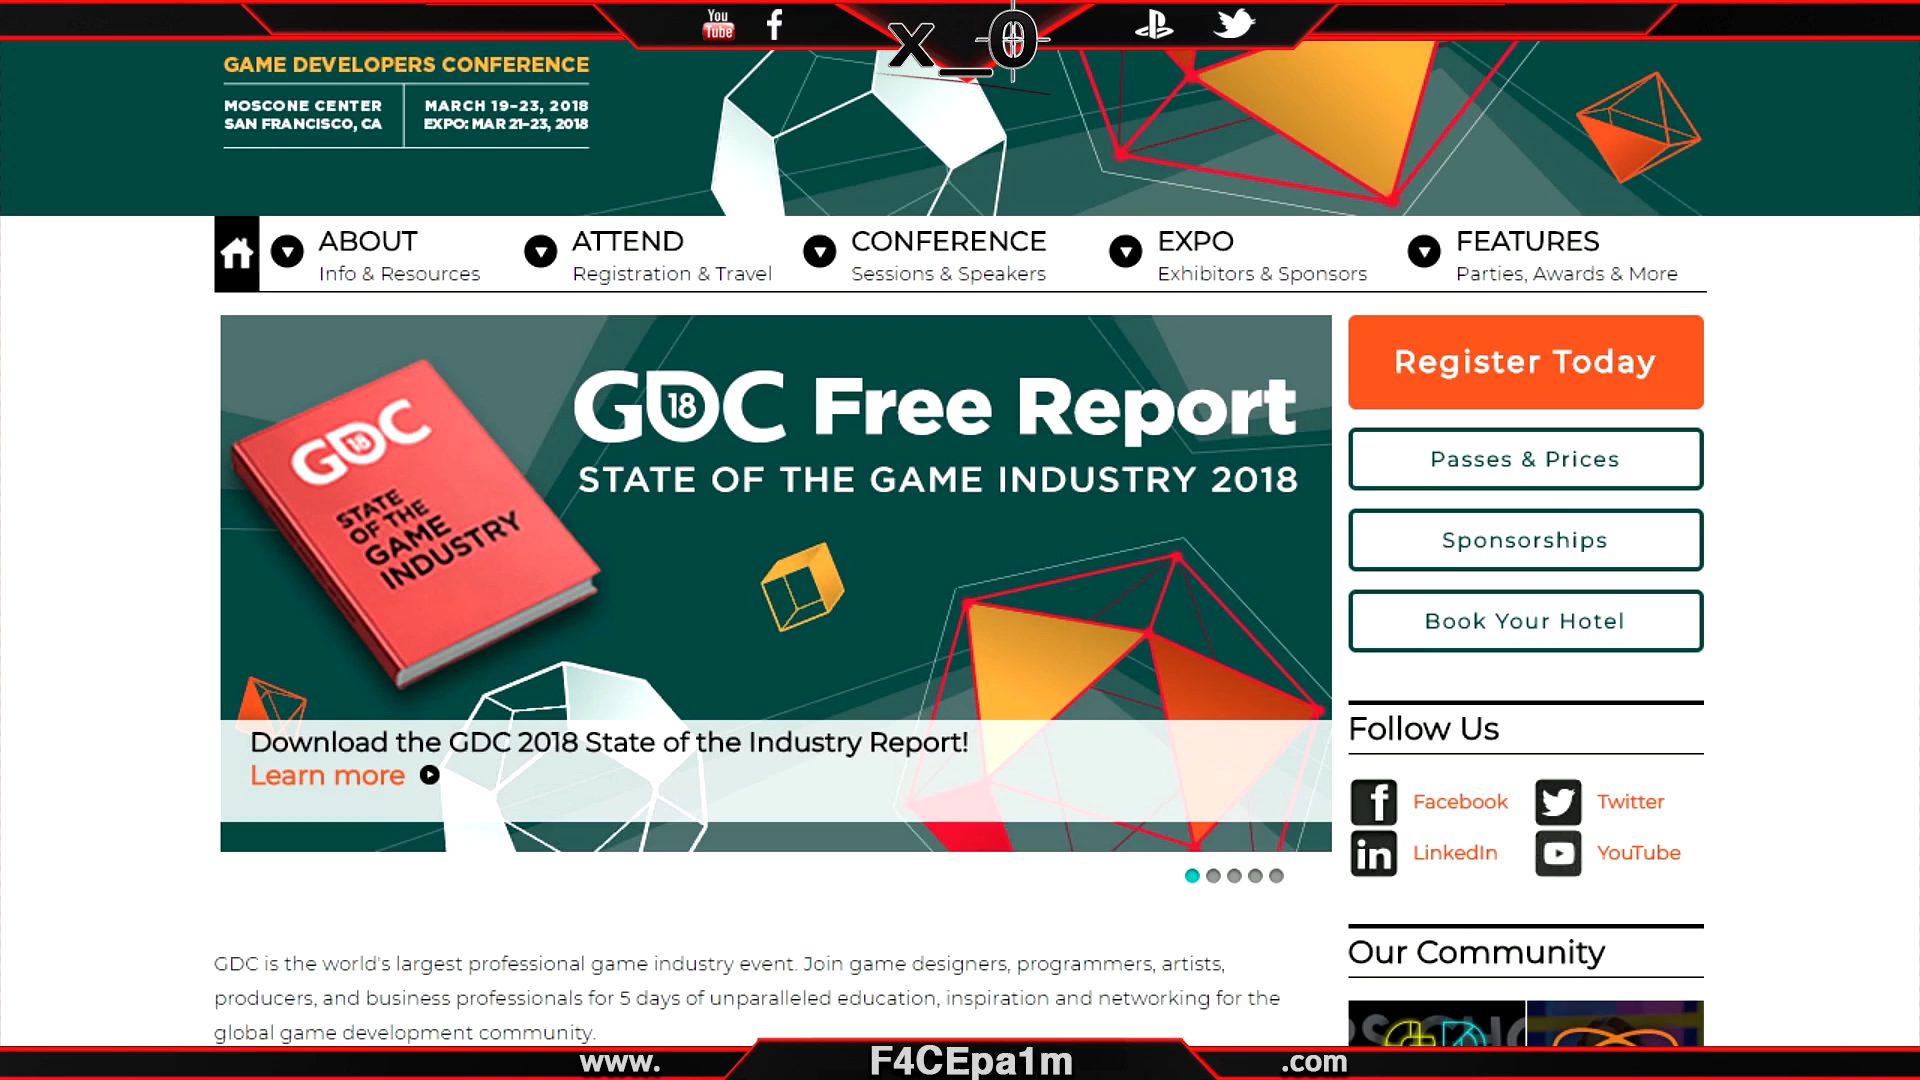 You
Tube
x_0
GAME DEVELOPERS CONFERENCE
MOSCONE CENTER
SAN FRANCISCO, CA
MARCH 19-23, 2018
EXPO: MAR 21-23, 2018
ABOUT
Info & Resources
ATTEND
Registration & Travel
CONFERENCE
Sessions & Speakers
EXPO
Exhibitors & Sponsors
FEATURES
Parties, Awards & More
GDC 18
STATE
OF THE
GAME
INDUSTRY
GDC 18 Free Report
STATE OF THE GAME INDUSTRY 2018
Download the GDC 2018 State of the Industry Report!
Learn more
Register Today
Passes & Prices
Sponsorships
Book Your Hotel
Follow Us
Facebook
Twitter
in LinkedIn
YouTube
Our Community
GDC is the world's largest professional game industry event. Join game designers, programmers, artists,
producers, and business professionals for 5 days of unparalleled education, inspiration and networking for the
global game development community.
www. F4CEpa1m .com